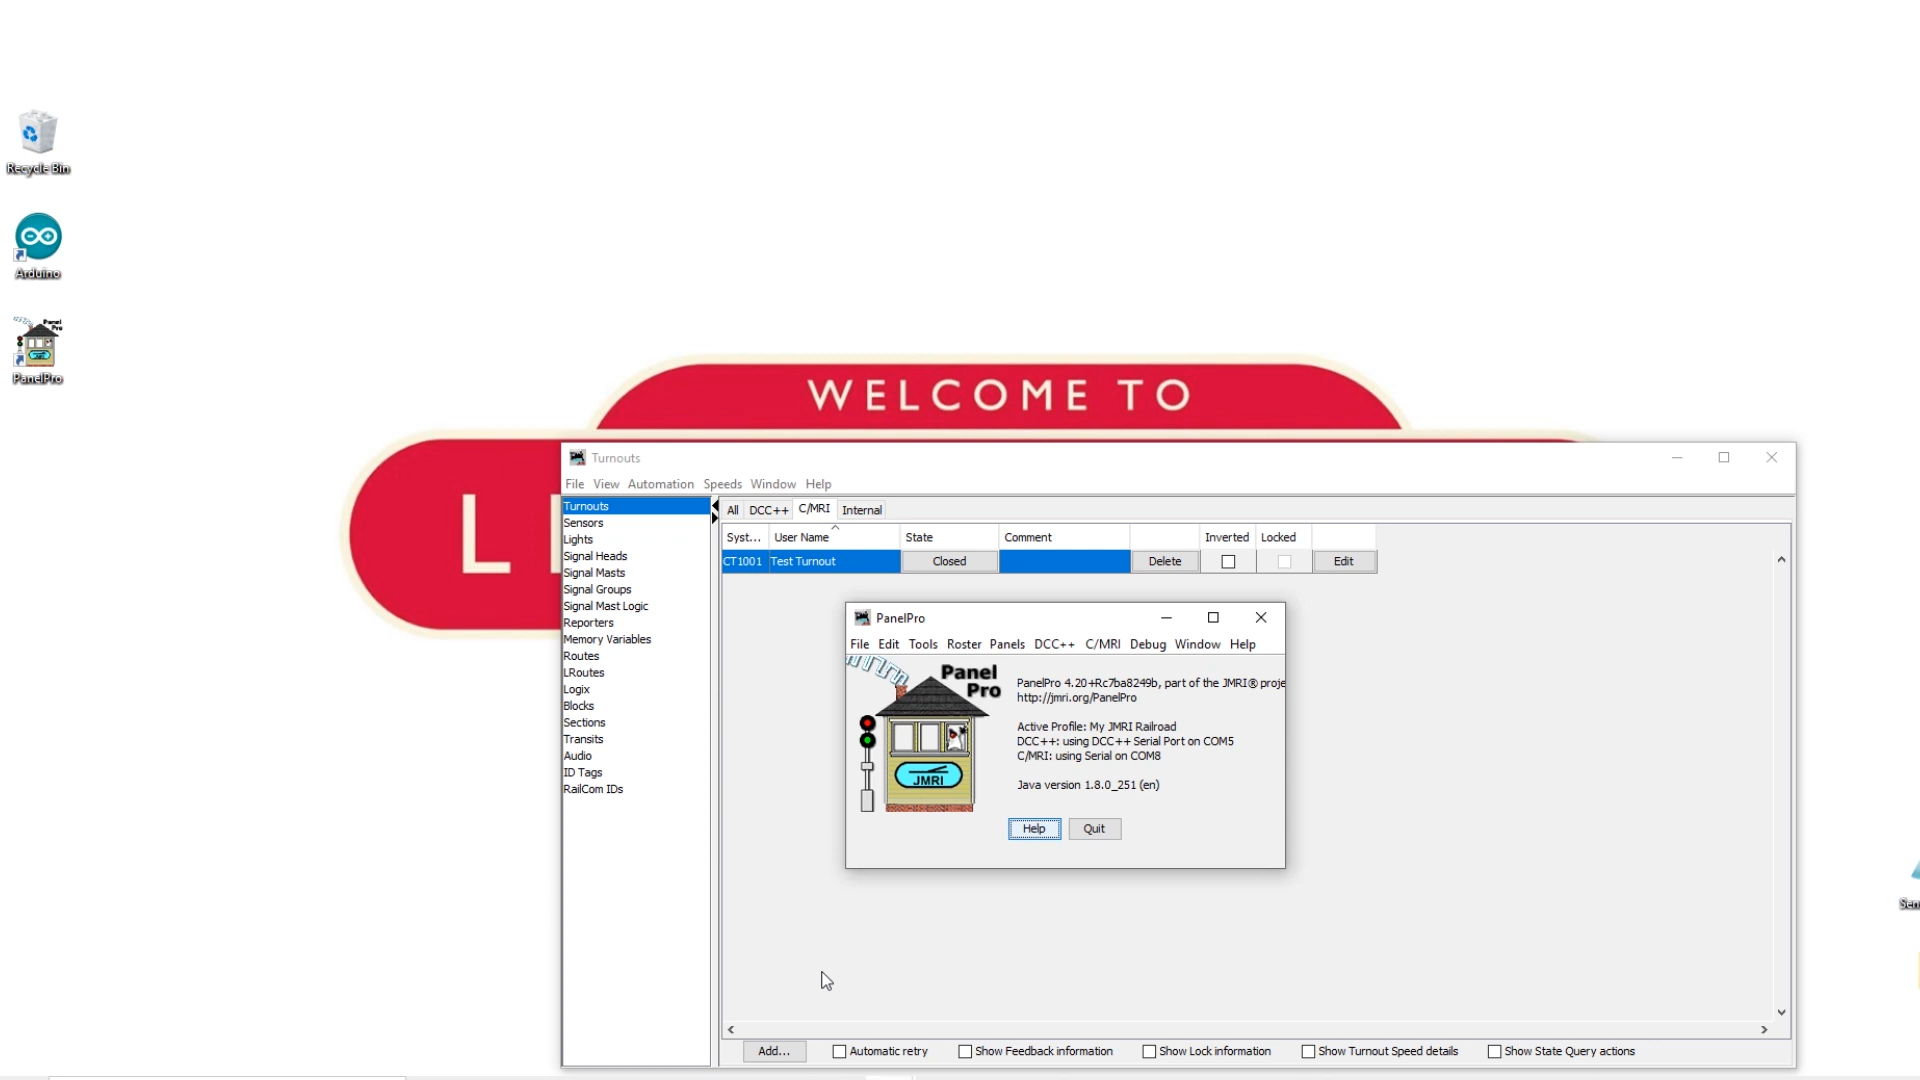 Recycle Bin
Arduino
Panel
Pro
PanelPro
WELCOME TO
L
Turnouts
File View Automation Speeds Window Help
Turnouts
Sensors
Lights
Signal Heads
Signal Masts
Signal Groups
Signal Mast Logic
Reporters
Memory Variables
Routes
LRoutes
Logix
Blocks
Sections
Transits
Audio
ID Tags
RailCom IDs
All DCC++ C/MRI Internal
Syst... User Name State Comment Inverted Locked
CT1001 Test Turnout Closed Delete Edit
PanelPro
File Edit Tools Roster Panels DCC++ C/MRI Debug Window Help
Panel
Pro
JMRI
PanelPro 4.20+Rc7ba8249b, part of the JMRI® proje
http://jmri.org/PanelPro
Active Profile: My JMRI Railroad
DCC++: using DCC++ Serial Port on COM5
C/MRI: using Serial on COM8
Java version 1.8.0_251 (en)
Help Quit
Add... Automatic retry Show Feedback information Show Lock information Show Turnout Speed details Show State Query actions